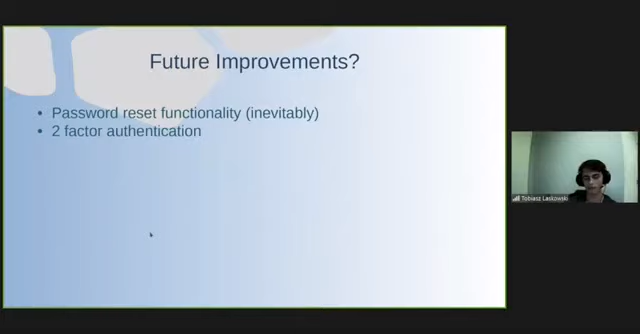 Future Improvements?
• Password reset functionality (inevitably)
• 2 factor authentication
Tobiasz Laskowski